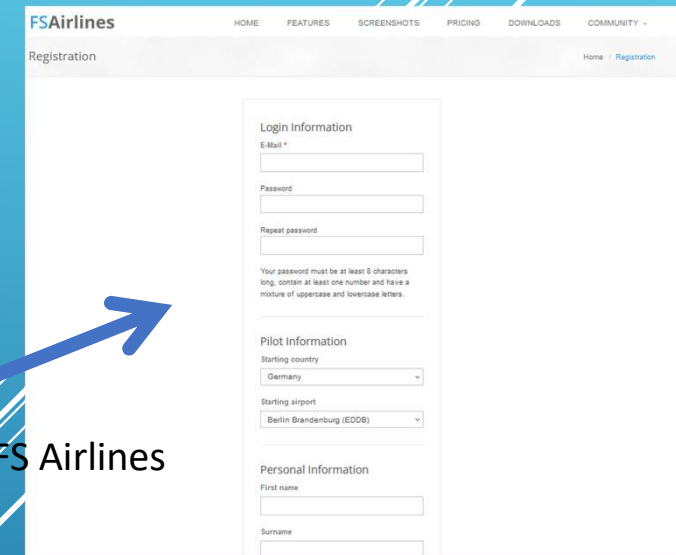 FSAirlines
HOME FEATURES SCREENSHOTS PRICING DOWNLOADS COMMUNITY
Registration
Home / Registration
Login Information
E-Mail *
Password
Repeat password
Your password must be at least 8 characters
long, contain at least one number and have a
mixture of uppercase and lowercase letters.
Pilot Information
Starting country
Germany
Starting airport
Berlin Brandenburg (EDDB)
FS Airlines
Personal Information
First name
Surname